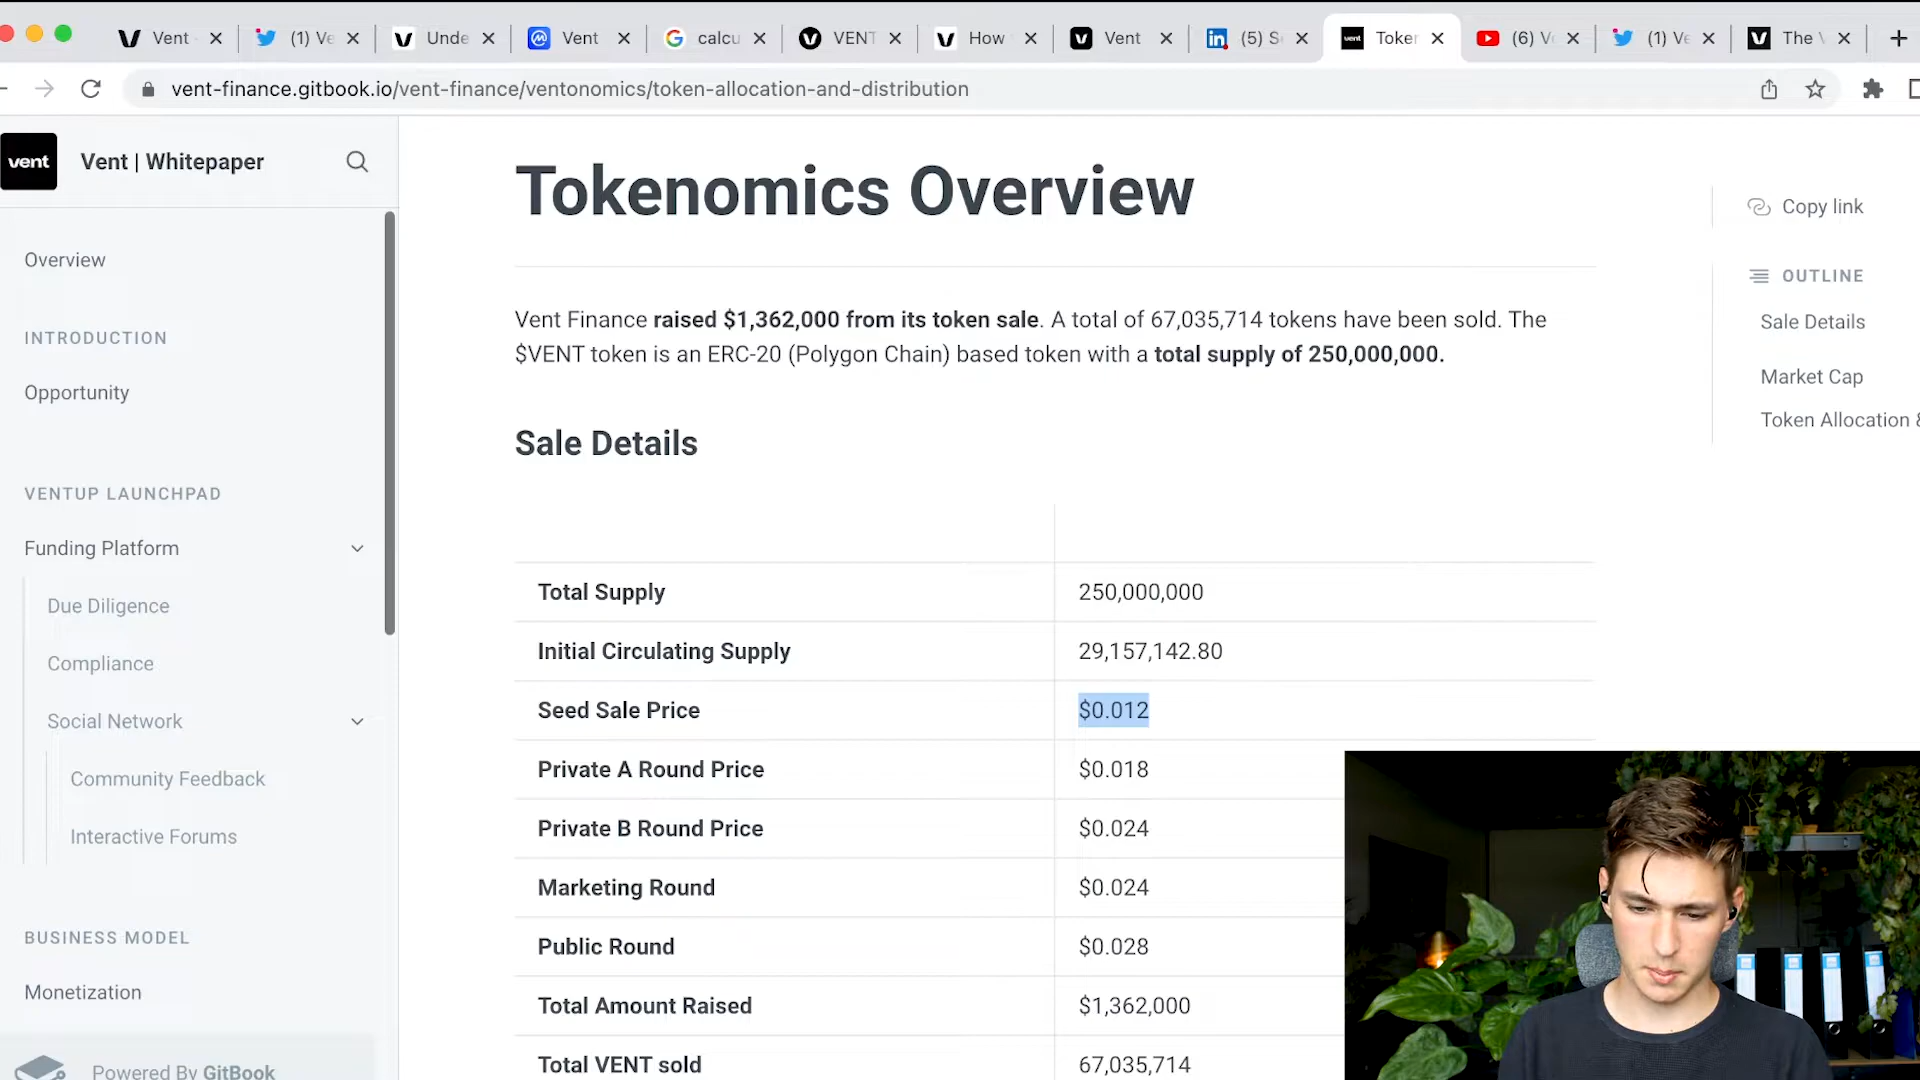 Vent
(1) Ve
Unde
Vent
calcu
VENT
How
Vent
in
(5) S
Toker
(6) V
(1) Ve
The
vent-finance.gitbook.io/vent-finance/ventonomics/token-allocation-and-distribution
vent
Vent | Whitepaper
Overview
INTRODUCTION
Opportunity
VENTUP LAUNCHPAD
Funding Platform
Due Diligence
Compliance
Social Network
Community Feedback
Interactive Forums
BUSINESS MODEL
Monetization
Powered By GitBook
Tokenomics Overview
Vent Finance raised $1,362,000 from its token sale. A total of 67,035,714 tokens have been sold. The
$VENT token is an ERC-20 (Polygon Chain) based token with a total supply of 250,000,000.
Sale Details
Total Supply 250,000,000
Initial Circulating Supply 29,157,142.80
Seed Sale Price $0.012
Private A Round Price $0.018
Private B Round Price $0.024
Marketing Round $0.024
Public Round $0.028
Total Amount Raised $1,362,000
Total VENT sold 67,035,714
Copy link
OUTLINE
Sale Details
Market Cap
Token Allocation &